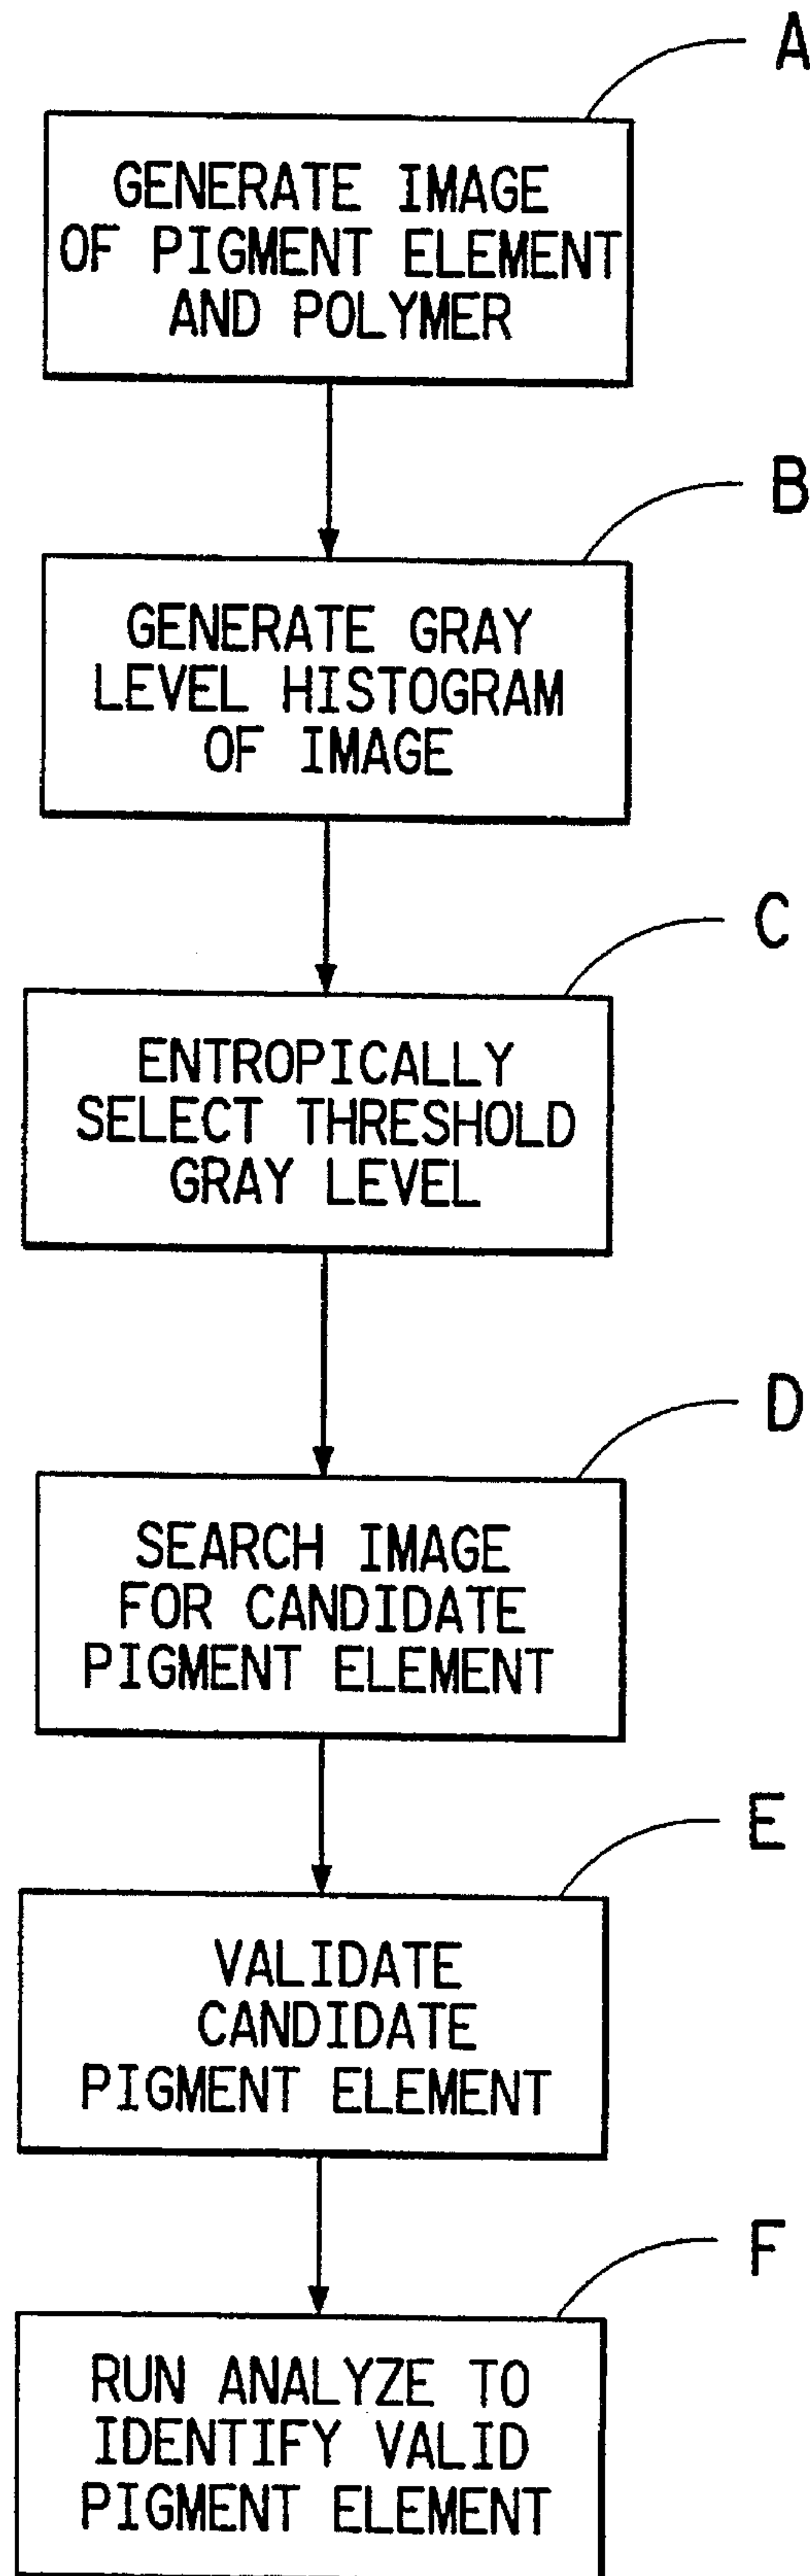 A
GENERATE IMAGE
OF PIGMENT ELEMENT
AND POLYMER
B
GENERATE GRAY
LEVEL HISTOGRAM
OF IMAGE
C
ENTROPICALLY
SELECT THRESHOLD
GRAY LEVEL
D
SEARCH IMAGE
FOR CANDIDATE
PIGMENT ELEMENT
E
VALIDATE
CANDIDATE
PIGMENT ELEMENT
F
RUN ANALYZE TO
IDENTIFY VALID
PIGMENT ELEMENT